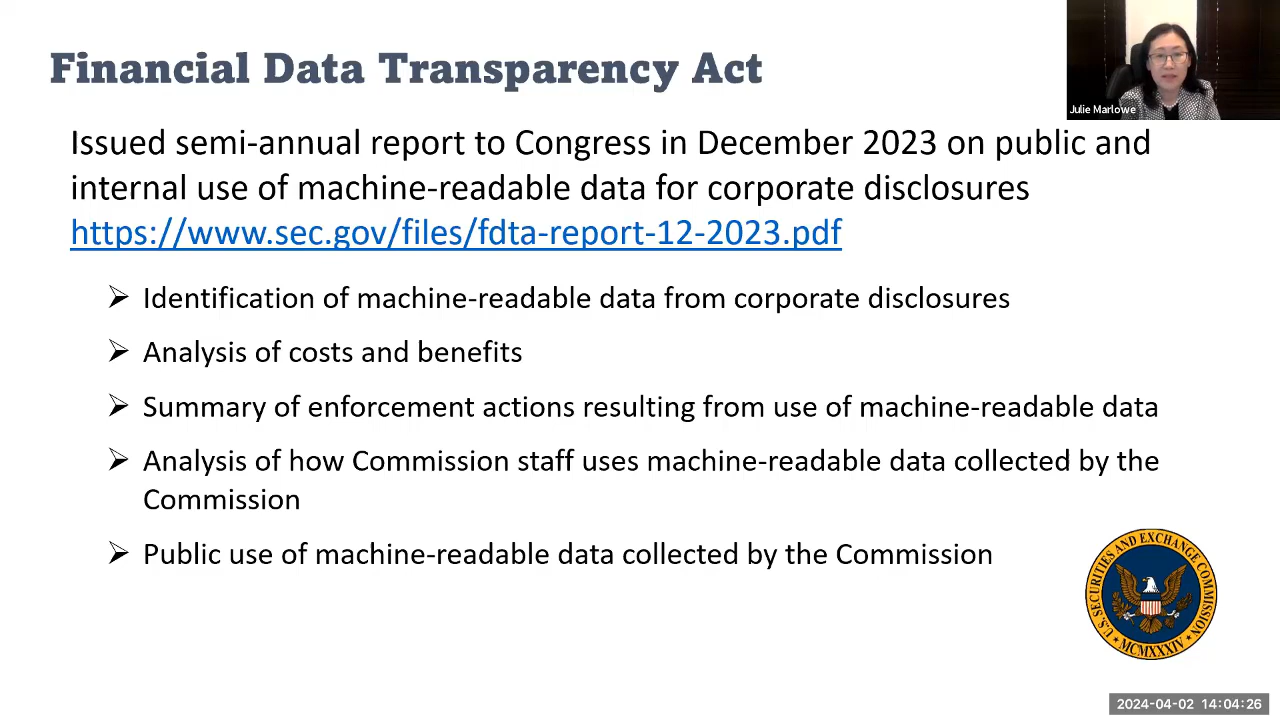 Financial Data Transparency Act
Julie Marlowe
Issued semi-annual report to Congress in December 2023 on public and
internal use of machine-readable data for corporate disclosures
https://www.sec.gov/files/fdta-report-12-2023.pdf
Identification of machine-readable data from corporate disclosures
Analysis of costs and benefits
Summary of enforcement actions resulting from use of machine-readable data
Analysis of how Commission staff uses machine-readable data collected by the
Commission
Public use of machine-readable data collected by the Commission
U.S. SECURITIES AND EXCHANGE COMMISSION
MCMXXXIV
2024-04-02 14:04:26